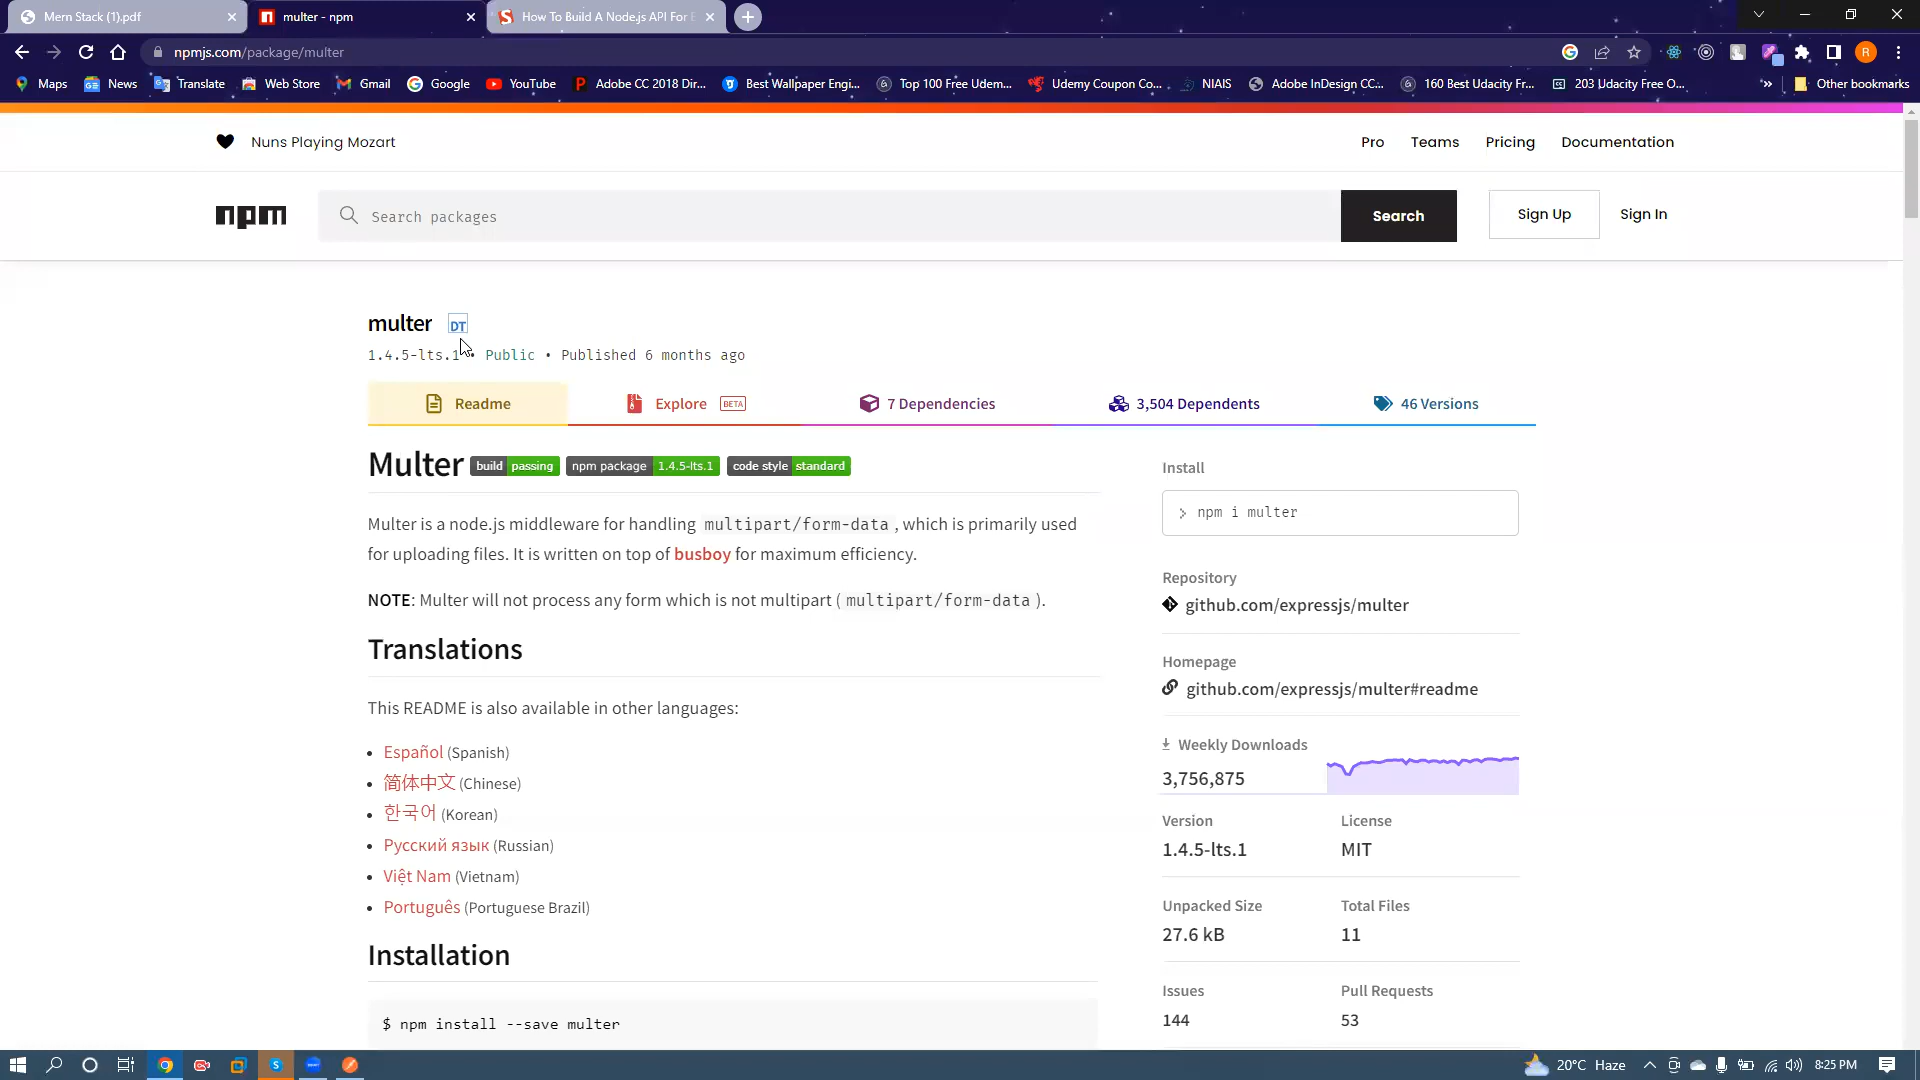 Mern Stack (1).pdf
multer - npm
How To Build A Node.js API For E
npmjs.com/package/multer
R
Maps
News
Translate
Web Store
Gmail
Google
YouTube
Adobe CC 2018 Dir...
Best Wallpaper Engi...
Top 100 Free Udem...
Udemy Coupon Co...
NIAIS
Adobe InDesign CC:...
160 Best Udacity Fr...
203 Udacity Free O...
»
Other bookmarks
Nuns Playing Mozart
Pro
Teams
Pricing
Documentation
npm
Search packages
Search
Sign Up
Sign In
multer DT
1.4.5-lts.1 • Public • Published 6 months ago
Readme
Explore BETA
7 Dependencies
3,504 Dependents
46 Versions
Multer build passing npm package 1.4.5-lts.1 code style standard
Multer is a node.js middleware for handling multipart/form-data, which is primarily used
for uploading files. It is written on top of busboy for maximum efficiency.
NOTE: Multer will not process any form which is not multipart (multipart/form-data).
Translations
This README is also available in other languages:
• Español (Spanish)
• 简体中文 (Chinese)
• 한국어 (Korean)
• Русский язык (Russian)
• Việt Nam (Vietnam)
• Português (Portuguese Brazil)
Installation
$ npm install --save multer
Install
> npm i multer
Repository
github.com/expressjs/multer
Homepage
github.com/expressjs/multer#readme
Weekly Downloads
3,756,875
Version
1.4.5-lts.1
License
MIT
Unpacked Size
27.6 kB
Total Files
11
Issues
144
Pull Requests
53
20°C Haze
8:25 PM